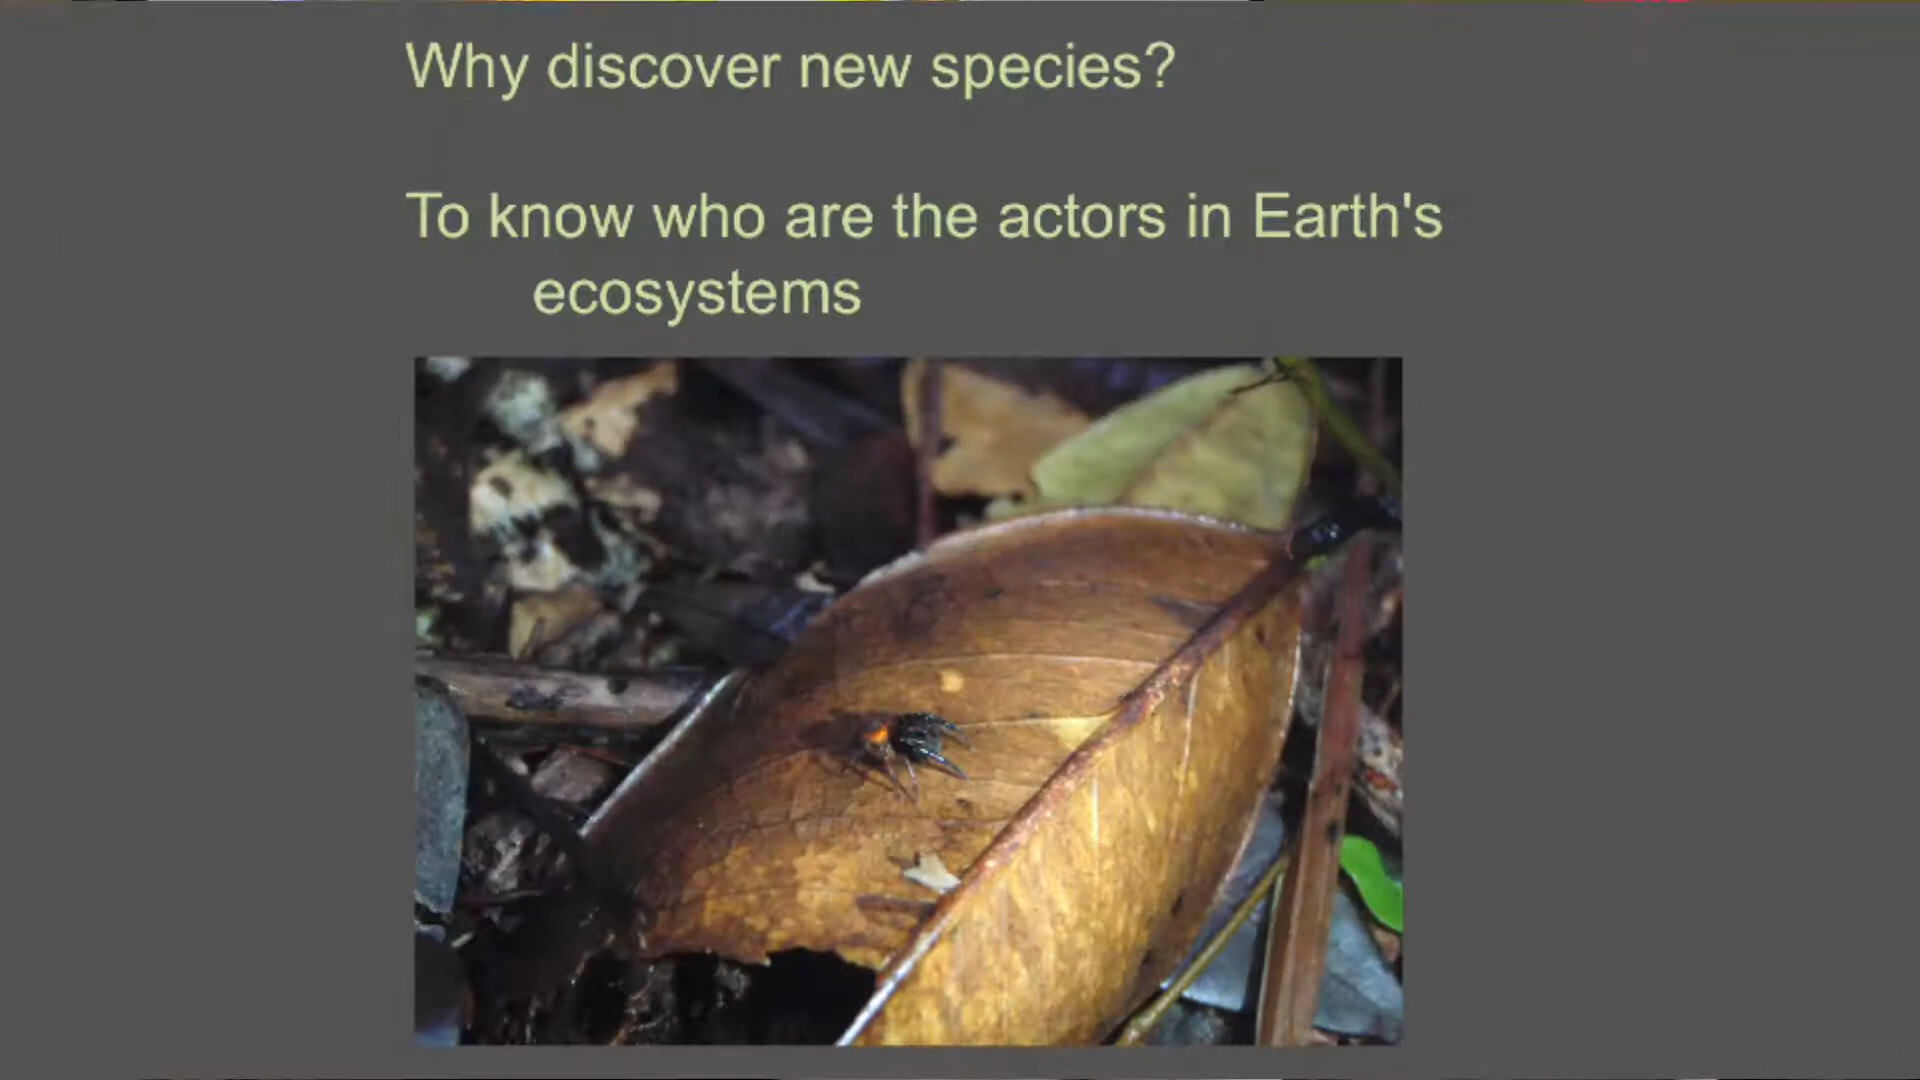 Why discover new species?
To know who are the actors in Earth's
ecosystems